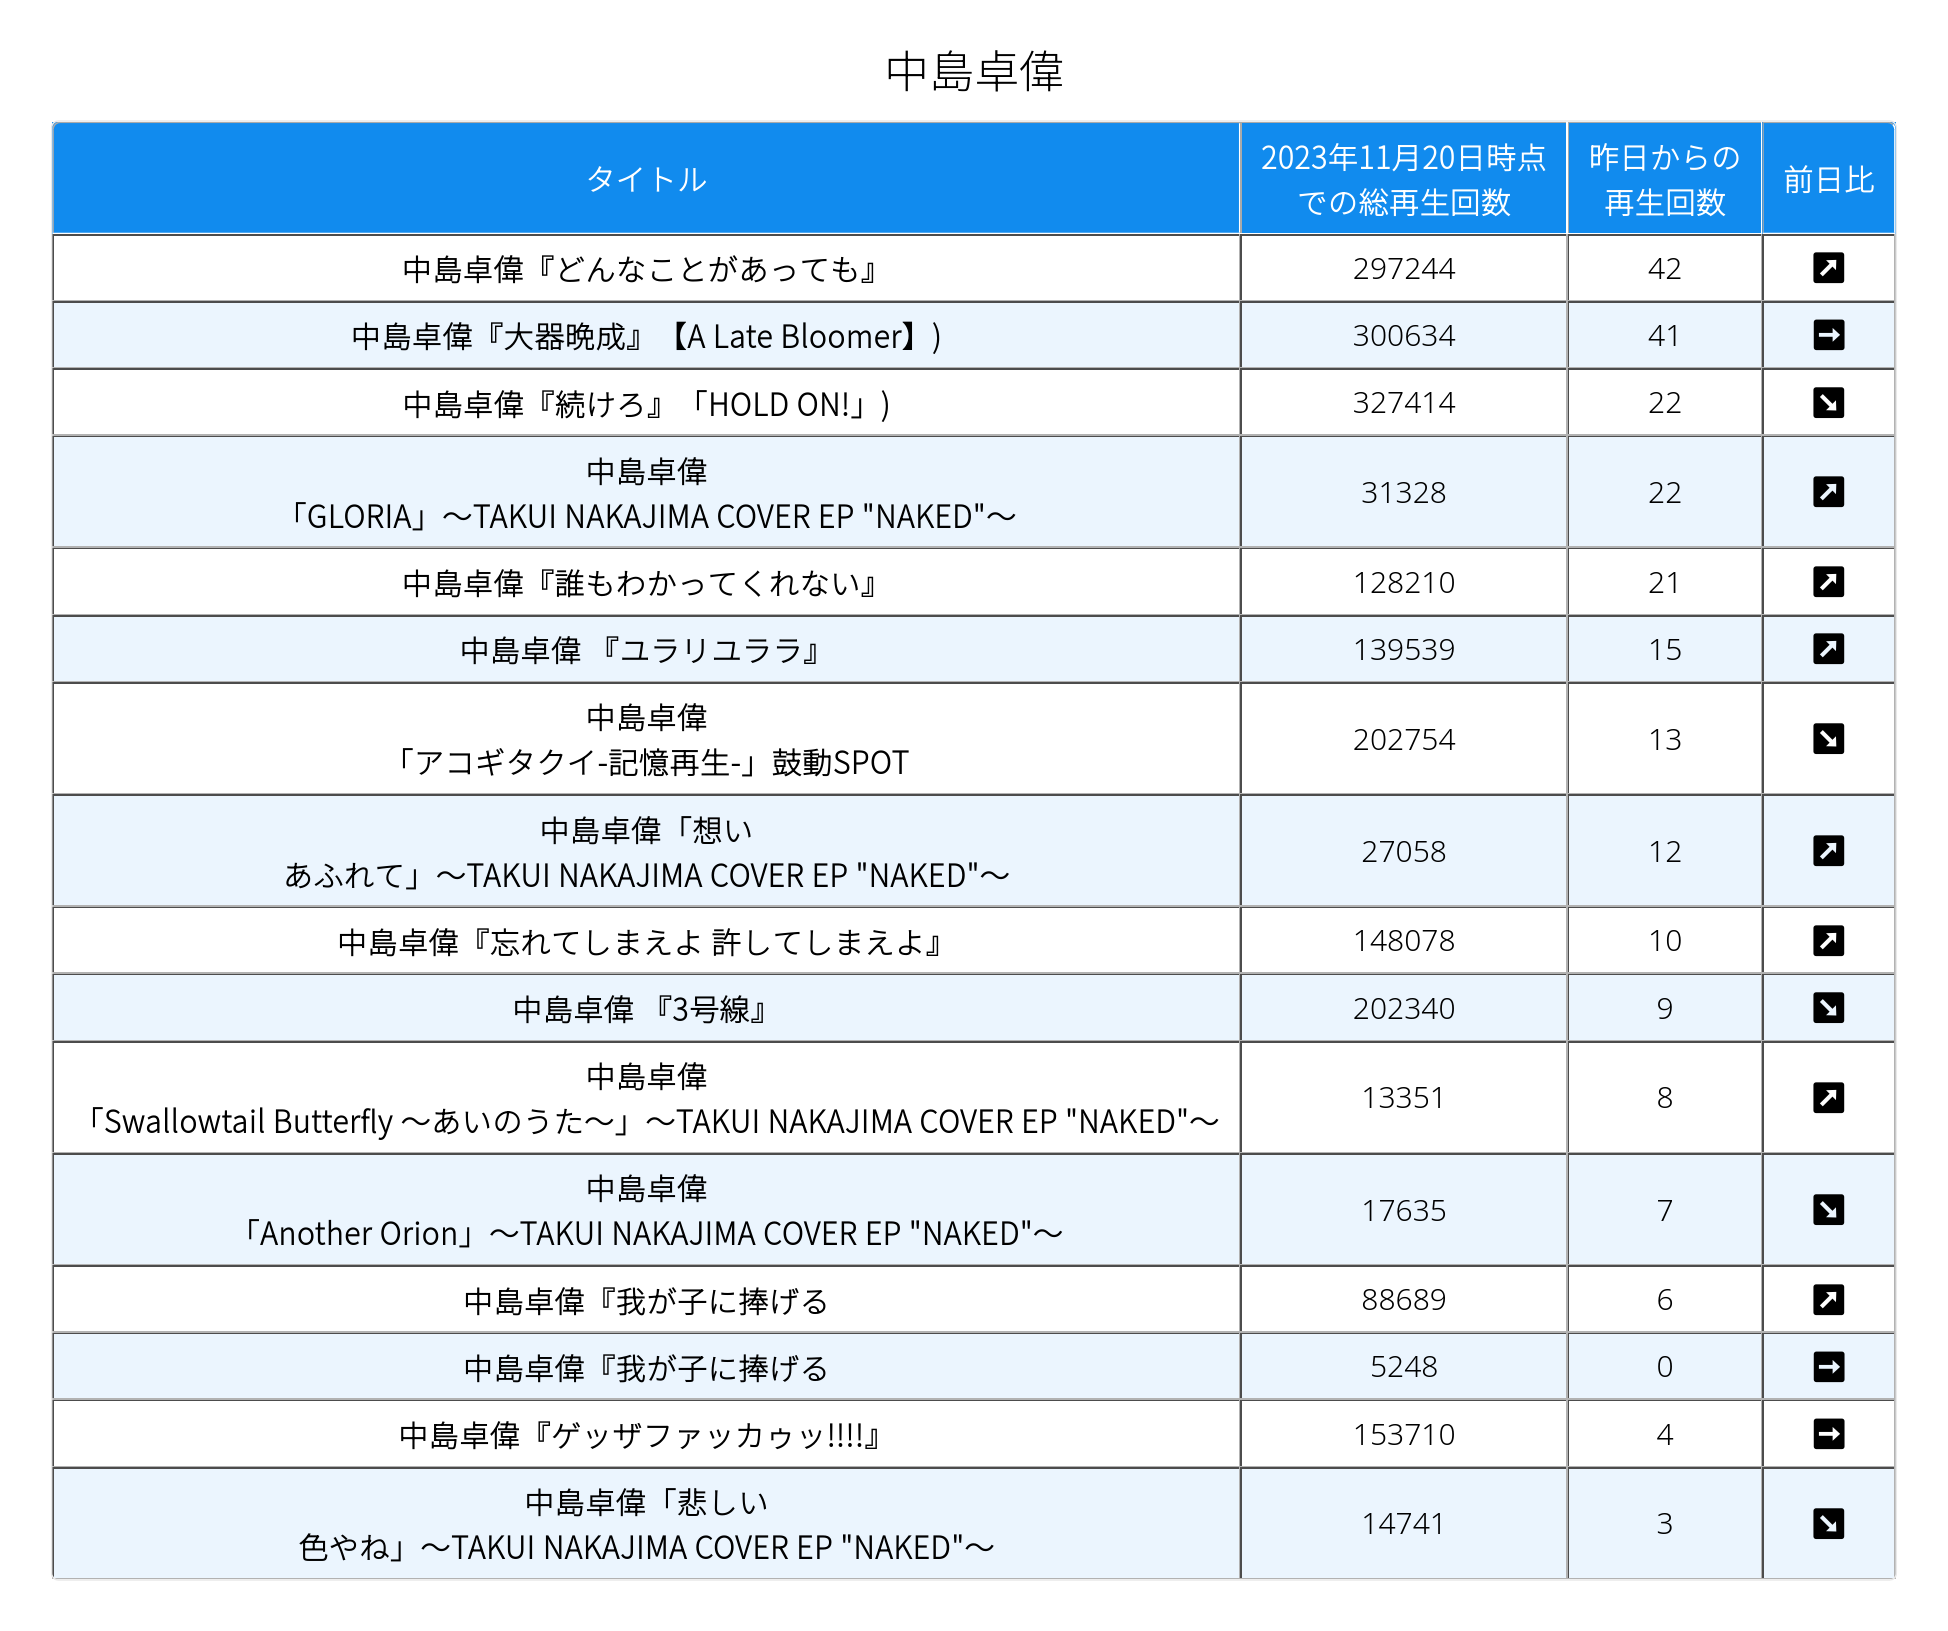 中島卓偉
タイトル
2023年11月20日時点
での総再生回数
昨日からの
再生回数
前日比
中島卓偉『どんなことがあっても』 297244 42
中島卓偉『大器晩成』【A Late Bloomer】) 300634 41
中島卓偉『続けろ』「HOLD ON!」) 327414 22
中島卓偉
「GLORIA」～TAKUI NAKAJIMA COVER EP "NAKED"～ 31328 22
中島卓偉『誰もわかってくれない』 128210 21
中島卓偉 『ユラリユララ』 139539 15
中島卓偉
「アコギタクイ-記憶再生-」鼓動SPOT 202754 13
中島卓偉「想い
あふれて」～TAKUI NAKAJIMA COVER EP "NAKED"～ 27058 12
中島卓偉『忘れてしまえよ 許してしまえよ』 148078 10
中島卓偉 『3号線』 202340 9
中島卓偉
「Swallowtail Butterfly ～あいのうた～」～TAKUI NAKAJIMA COVER EP "NAKED"～ 13351 8
中島卓偉
「Another Orion」～TAKUI NAKAJIMA COVER EP "NAKED"～ 17635 7
中島卓偉『我が子に捧げる 88689 6
中島卓偉『我が子に捧げる 5248 0
中島卓偉『ゲッザファッカゥッ!!!!』 153710 4
中島卓偉「悲しい
色やね」～TAKUI NAKAJIMA COVER EP "NAKED"～ 14741 3